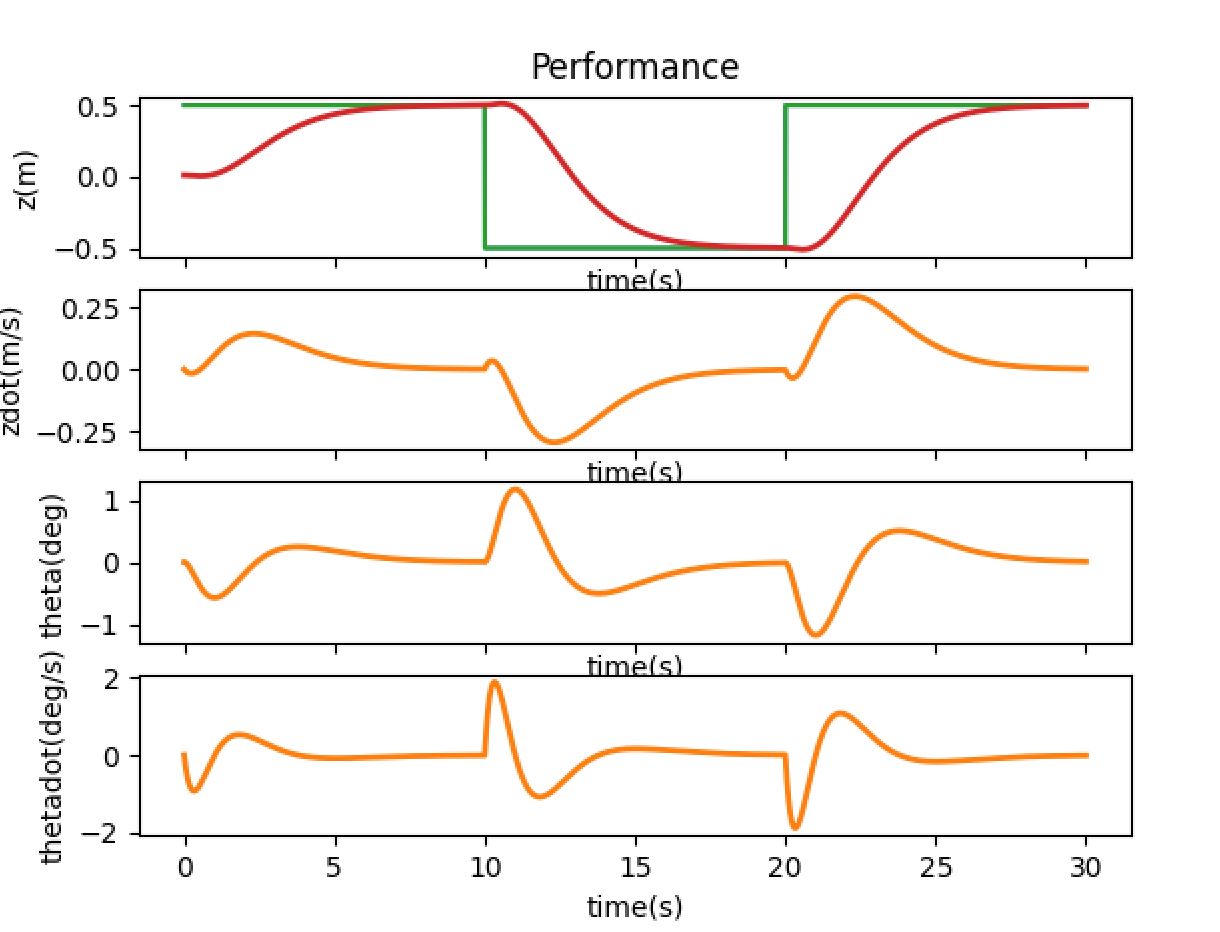 Performance
z(m)
0.5
0.0
−0.5
time(s)
zdot(m/s)
0.25
0.00
−0.25
time(s)
theta(deg)
1
0
−1
time(s)
thetadot(deg/s)
2
0
−2
0 5 10 15 20 25 30
time(s)